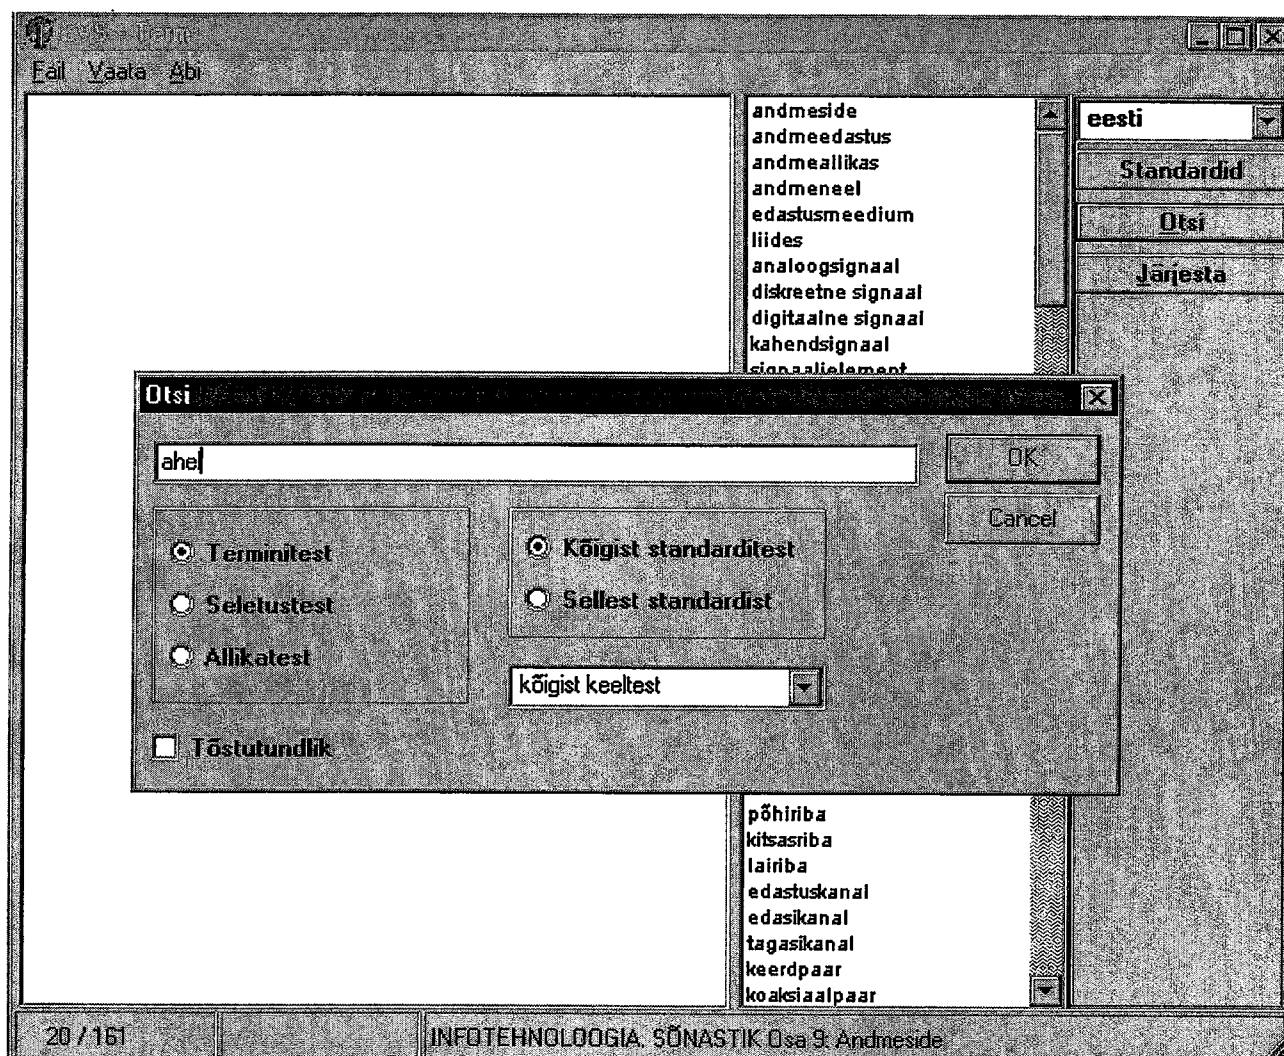 Fail Vaata Abi
andmeside
andmeedastus
andmeallikas
andmeneel
edastusmeedium
liides
analoogsignaal
diskreetne signaal
digitaalne signaal
kahendsignaal
signaalielement
eesti
Standardid
Otsi
Järjesta
Otsi
ahel
OK
Cancel
Terminitest
Seletustest
Allikatest
Kõigist standarditest
Sellest standardist
kõigist keeltest
Tõstutundlik
põhiriba
kitsasriba
lairiba
edastuskanal
edasikanal
tagasikanal
keerdpaar
koaksiaalpaar
20 / 161
INFOTEHNOLOOGIA. SÕNASTIK Osa 9: Andmeside